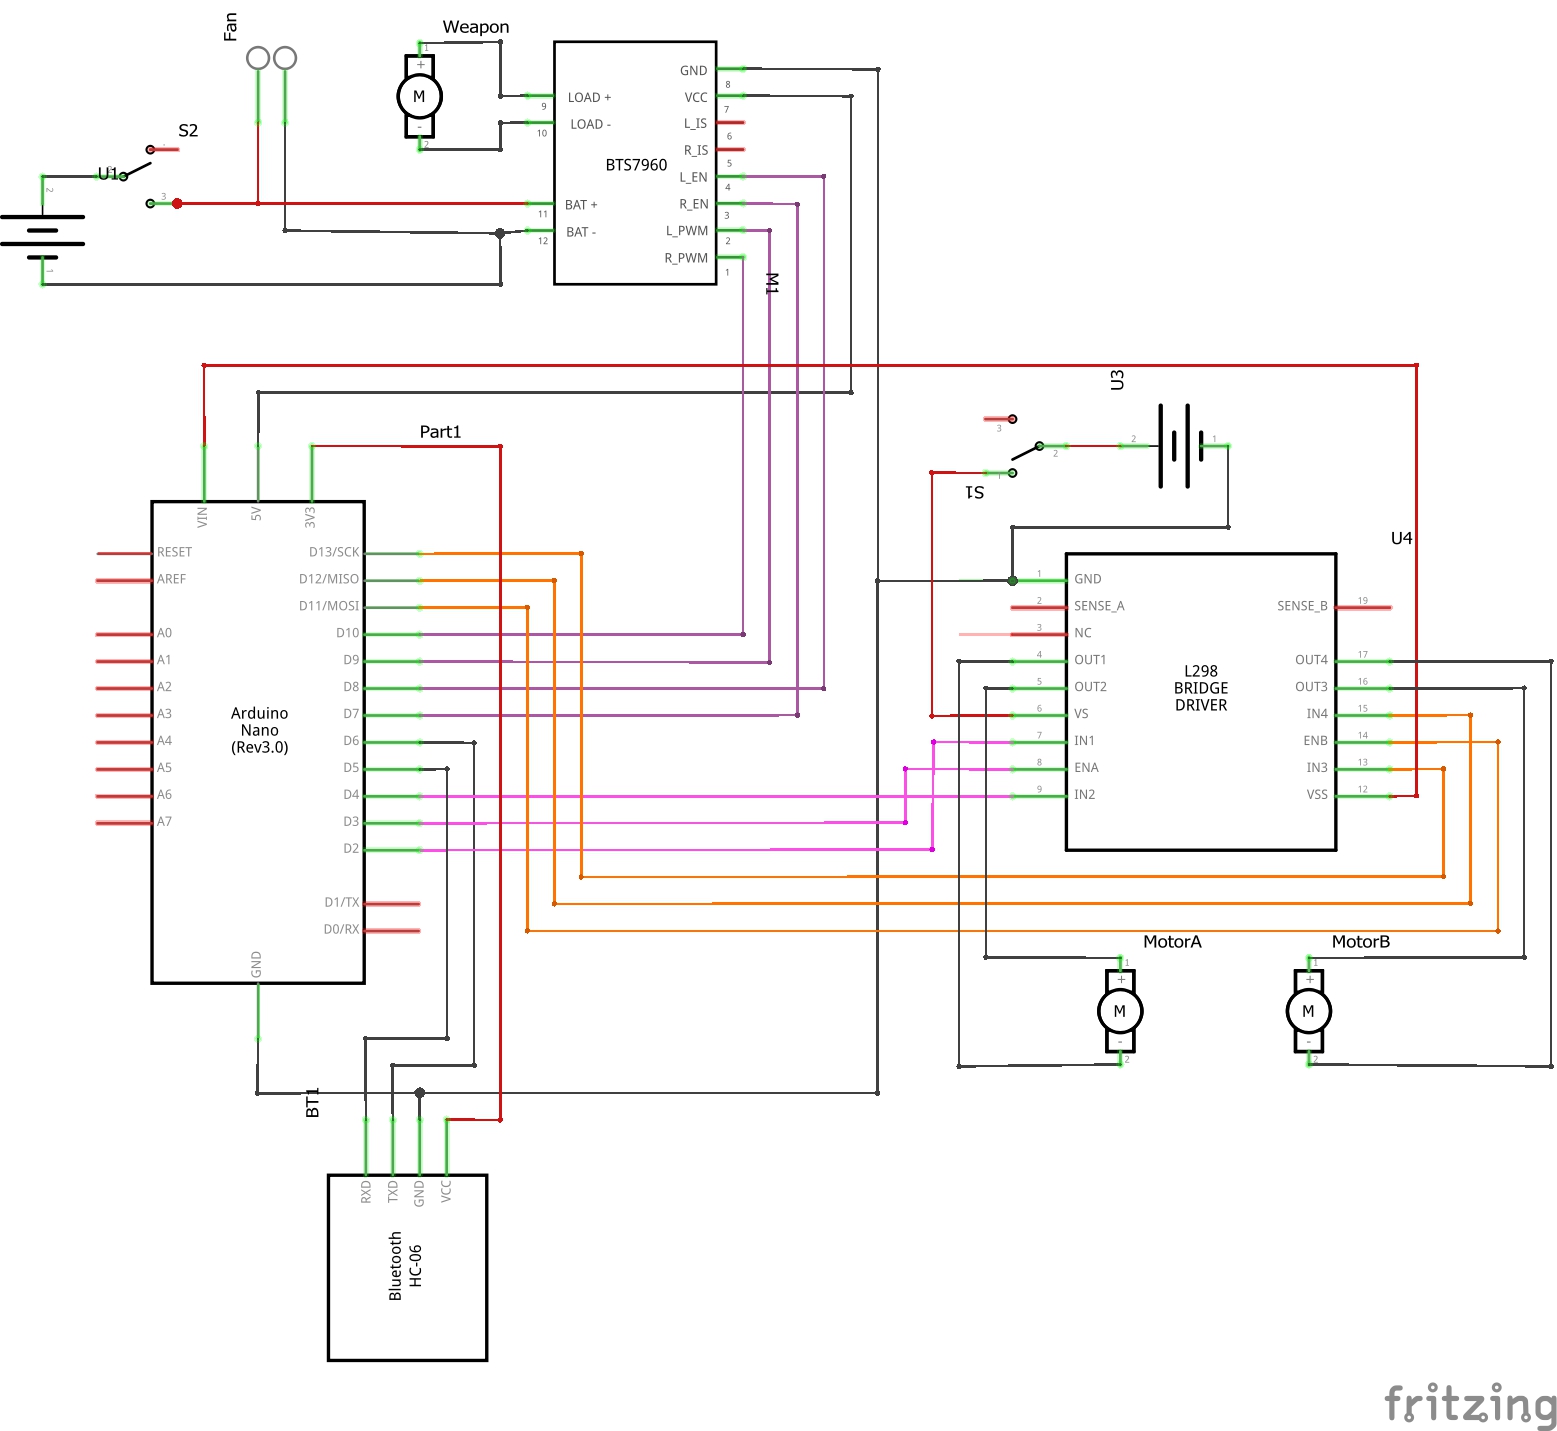 Fan
Weapon
S2
U1
2
1
3
M
+
-
1
2
9
10
11
12
LOAD +
LOAD -
BTS7960
BAT +
BAT -
GND
VCC
L_IS
R_IS
L_EN
R_EN
L_PWM
R_PWM
8
7
6
5
4
3
2
1
M1
Part1
VIN
5V
3V3
RESET
AREF
A0
A1
A2
A3
A4
A5
A6
A7
Arduino
Nano
(Rev3.0)
D13/SCK
D12/MISO
D11/MOSI
D10
D9
D8
D7
D6
D5
D4
D3
D2
D1/TX
D0/RX
GND
U3
3
2
1
S1
2
1
U4
1
2
3
4
5
6
7
8
9
GND
SENSE_A
NC
OUT1
OUT2
VS
IN1
ENA
IN2
L298
BRIDGE
DRIVER
SENSE_B
OUT4
OUT3
IN4
ENB
IN3
VSS
19
17
16
15
14
13
12
MotorA
1
+
M
-
2
MotorB
1
+
M
-
2
BT1
RXD
TXD
GND
VCC
Bluetooth
HC-06
fritzing